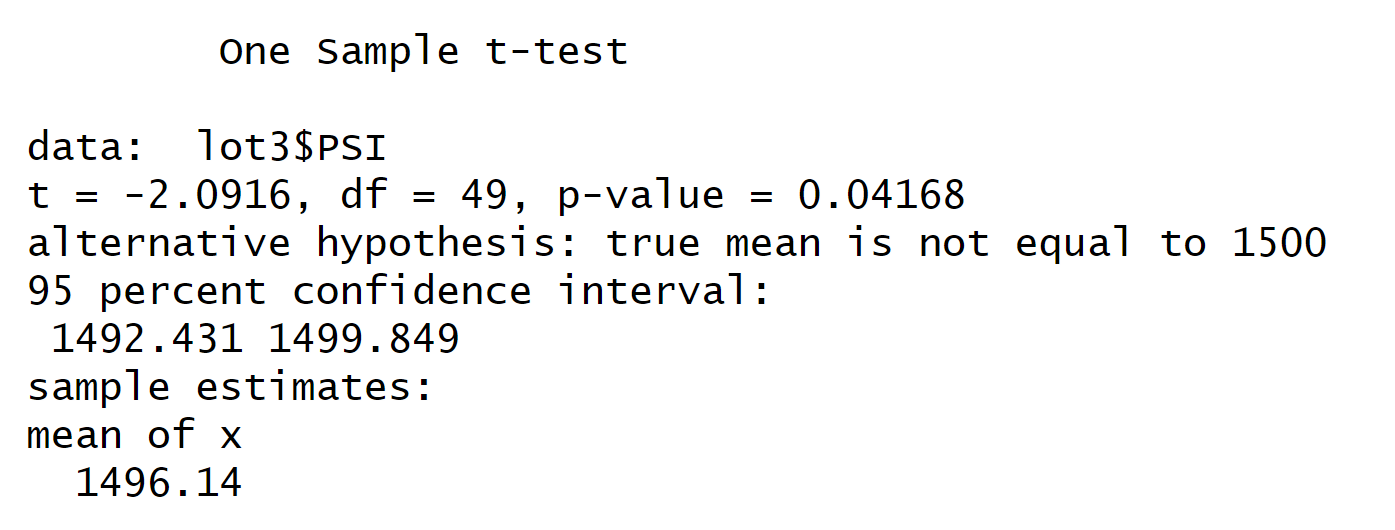 One Sample t-test
data: lot3$PSI
t = -2.0916, df = 49, p-value = 0.04168
alternative hypothesis: true mean is not equal to 1500
95 percent confidence interval:
1492.431 1499.849
sample estimates:
mean of x
1496.14